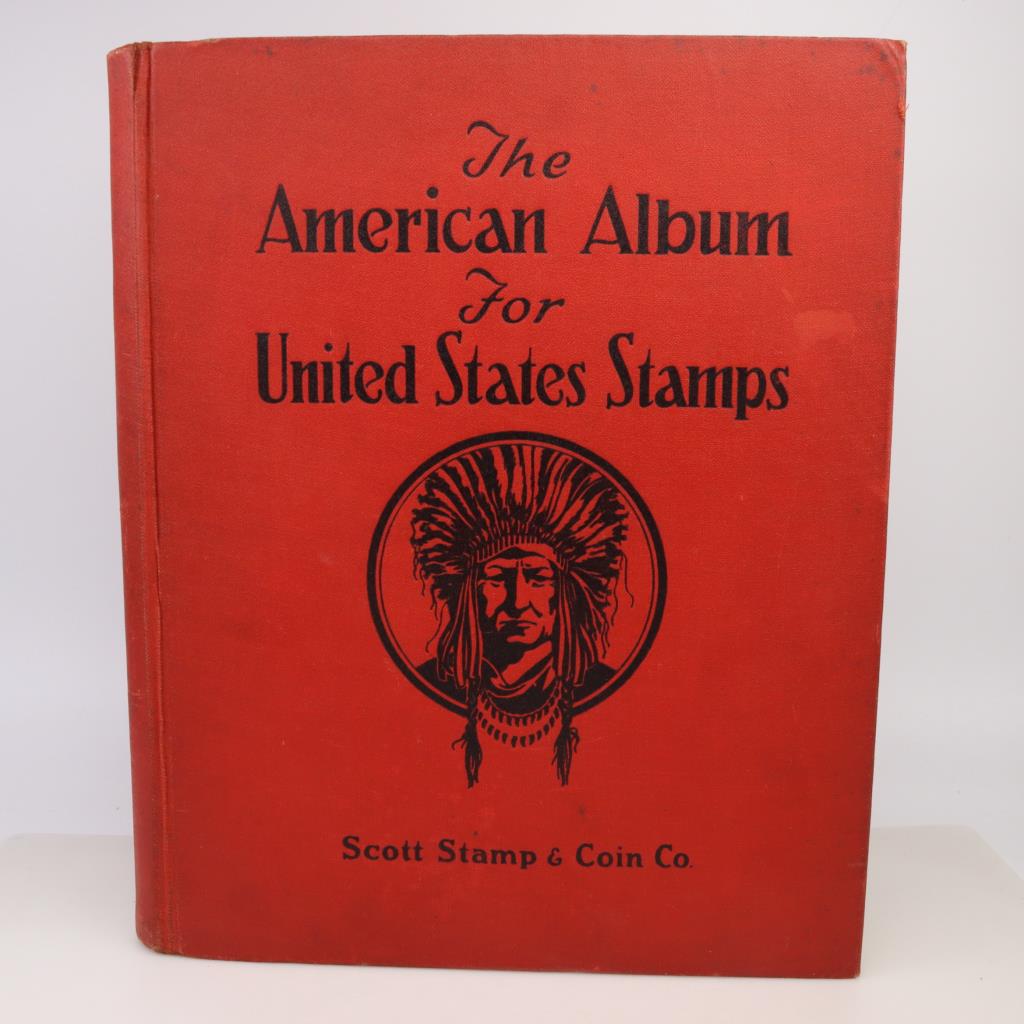 The
American Album
For
United States Stamps
Scott Stamp & Coin Co.